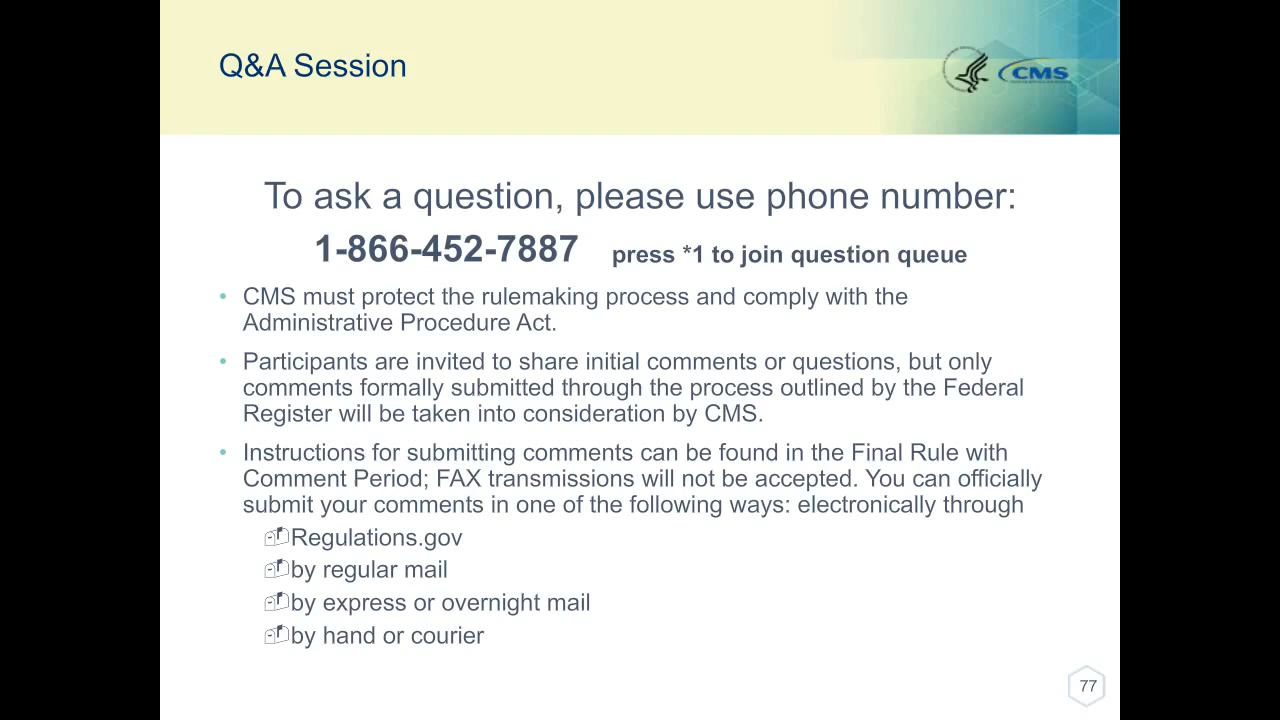 Q&A Session
CMS
To ask a question, please use phone number:
1-866-452-7887 press *1 to join question queue
• CMS must protect the rulemaking process and comply with the
Administrative Procedure Act.
• Participants are invited to share initial comments or questions, but only
comments formally submitted through the process outlined by the Federal
Register will be taken into consideration by CMS.
• Instructions for submitting comments can be found in the Final Rule with
Comment Period; FAX transmissions will not be accepted. You can officially
submit your comments in one of the following ways: electronically through
Regulations.gov
by regular mail
by express or overnight mail
by hand or courier
77